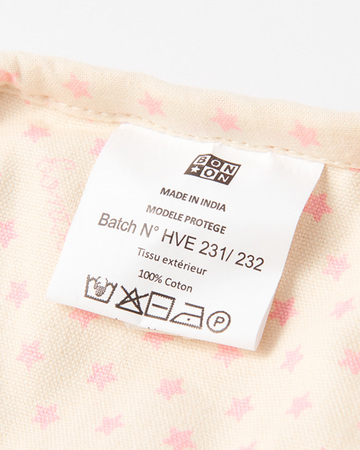 BON
TON
MADE IN INDIA
MODELE PROTEGE
Batch N° HVE 231/ 232
Tissu extérieur
100% Coton
P